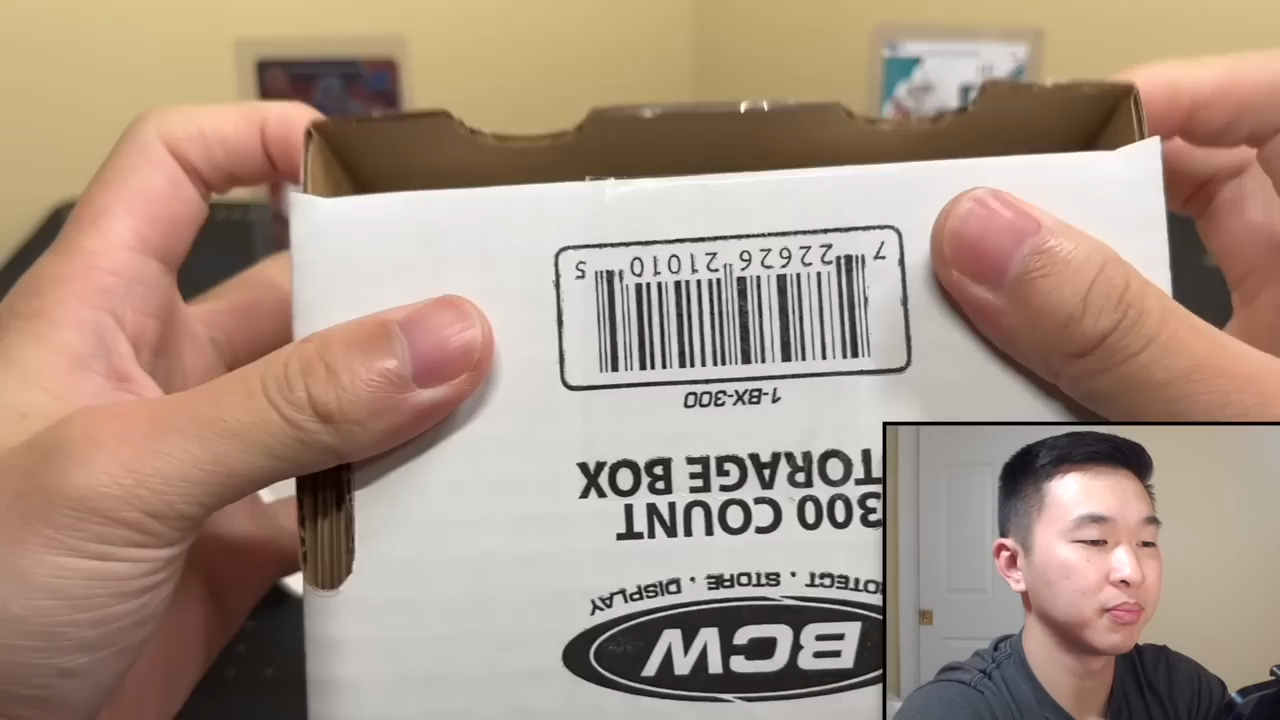 BCW
OTECT . STORE . DISPLAY
300 COUNT
TORAGE BOX
1-BX-300
7 22626 21010 5